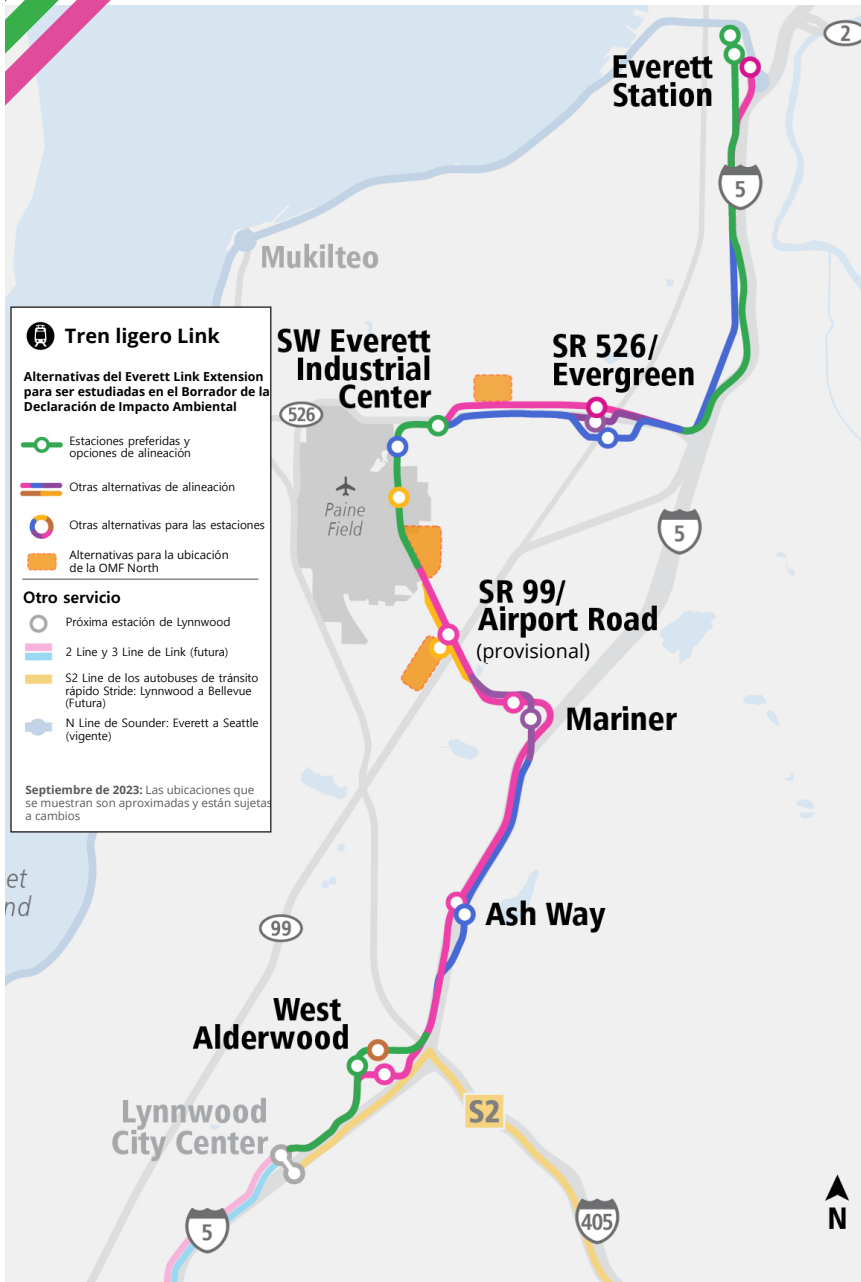 2
Everett
Station
5
Mukilteo
Tren ligero Link
Alternativas del Everett Link Extension
para ser estudiadas en el Borrador de la
Declaración de Impacto Ambiental
Estaciones preferidas y
opciones de alineación
Otras alternativas de alineación
Otras alternativas para las estaciones
Alternativas para la ubicación
de la OMF North
Otro servicio
Próxima estación de Lynnwood
2 Line y 3 Line de Link (futura)
S2 Line de los autobuses de tránsito
rápido Stride: Lynnwood a Bellevue
(Futura)
N Line de Sounder: Everett a Seattle
(vigente)
Septiembre de 2023: Las ubicaciones que
se muestran son aproximadas y están sujetas
a cambios
SW Everett
Industrial
Center
SR 526/
Evergreen
526
Paine
Field
5
SR 99/
Airport Road
(provisional)
Mariner
et
nd
99
Ash Way
West
Alderwood
Lynnwood
City Center
S2
5
405
N